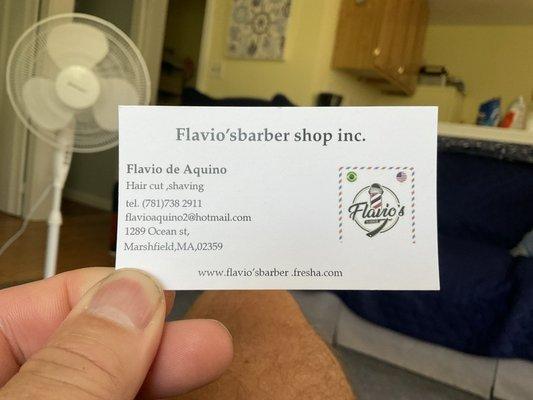 Flavio'sbarber shop inc.
Flavio de Aquino
Hair cut ,shaving
tel. (781)738 2911
flavioaquino2@hotmail.com
1289 Ocean st,
Marshfield,MA,02359
Flavio's
www.flavio'sbarber .fresha.com